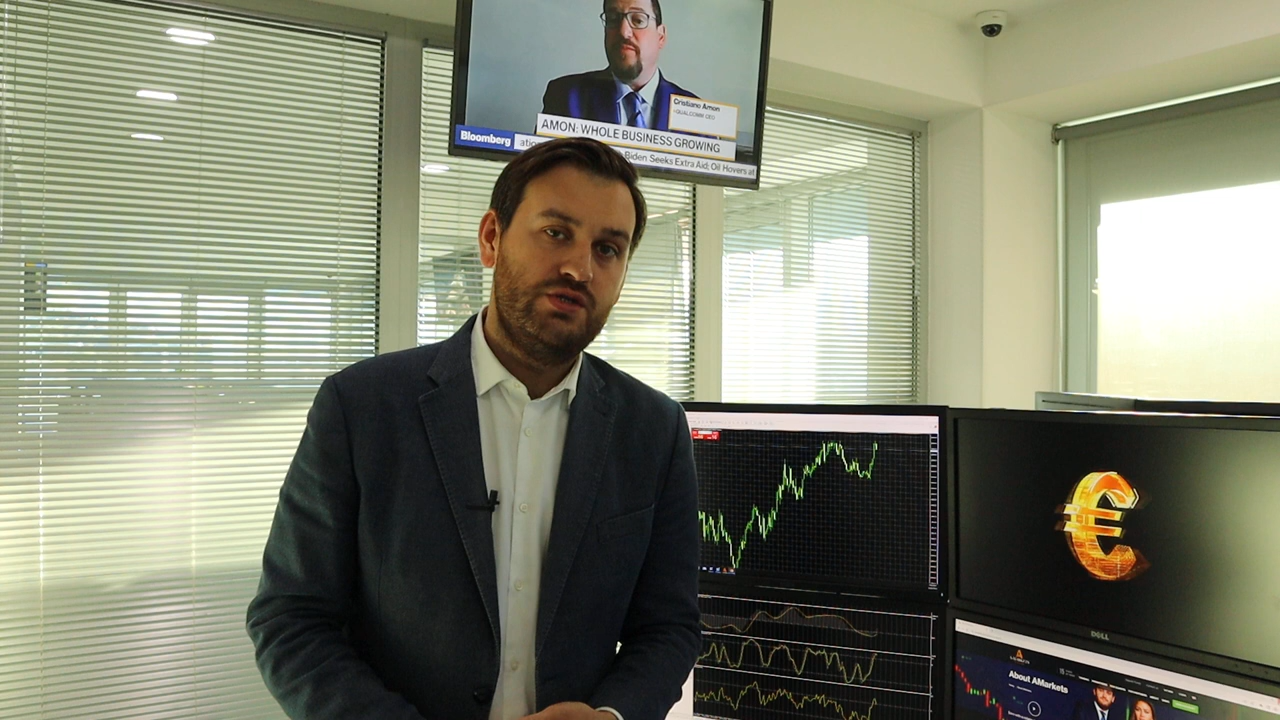 Cristiano Amon
QUALCOMM CEO
AMON: WHOLE BUSINESS GROWING
Bloomberg
Biden Seeks Extra Aid; Oil Hovers at
€
DELL
About AMarkets